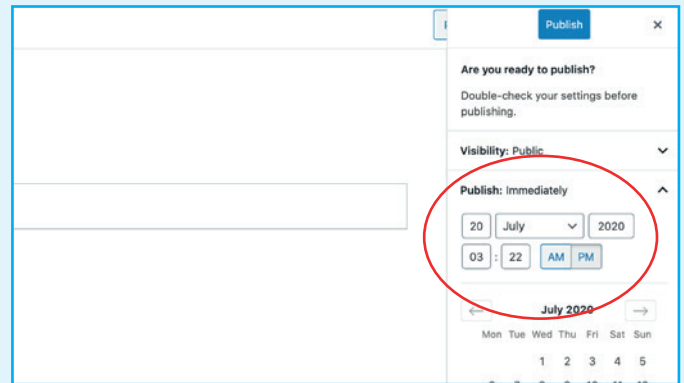 Publish
×
Are you ready to publish?
Double-check your settings before
publishing.
Visibility: Public
Publish: Immediately
20 July 2020
03 : 22 AM PM
← July 2020 →
Mon Tue Wed Thu Fri Sat Sun
1 2 3 4 5